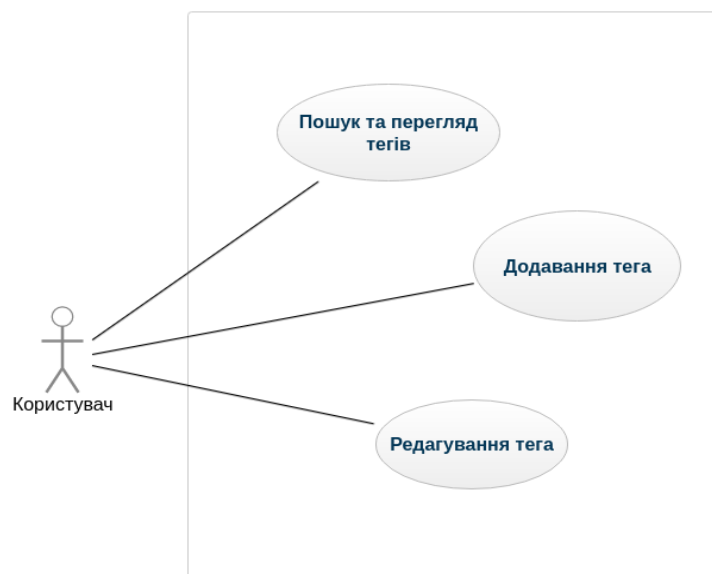 Пошук та перегляд
тегів
Додавання тега
Користувач
Редагування тега